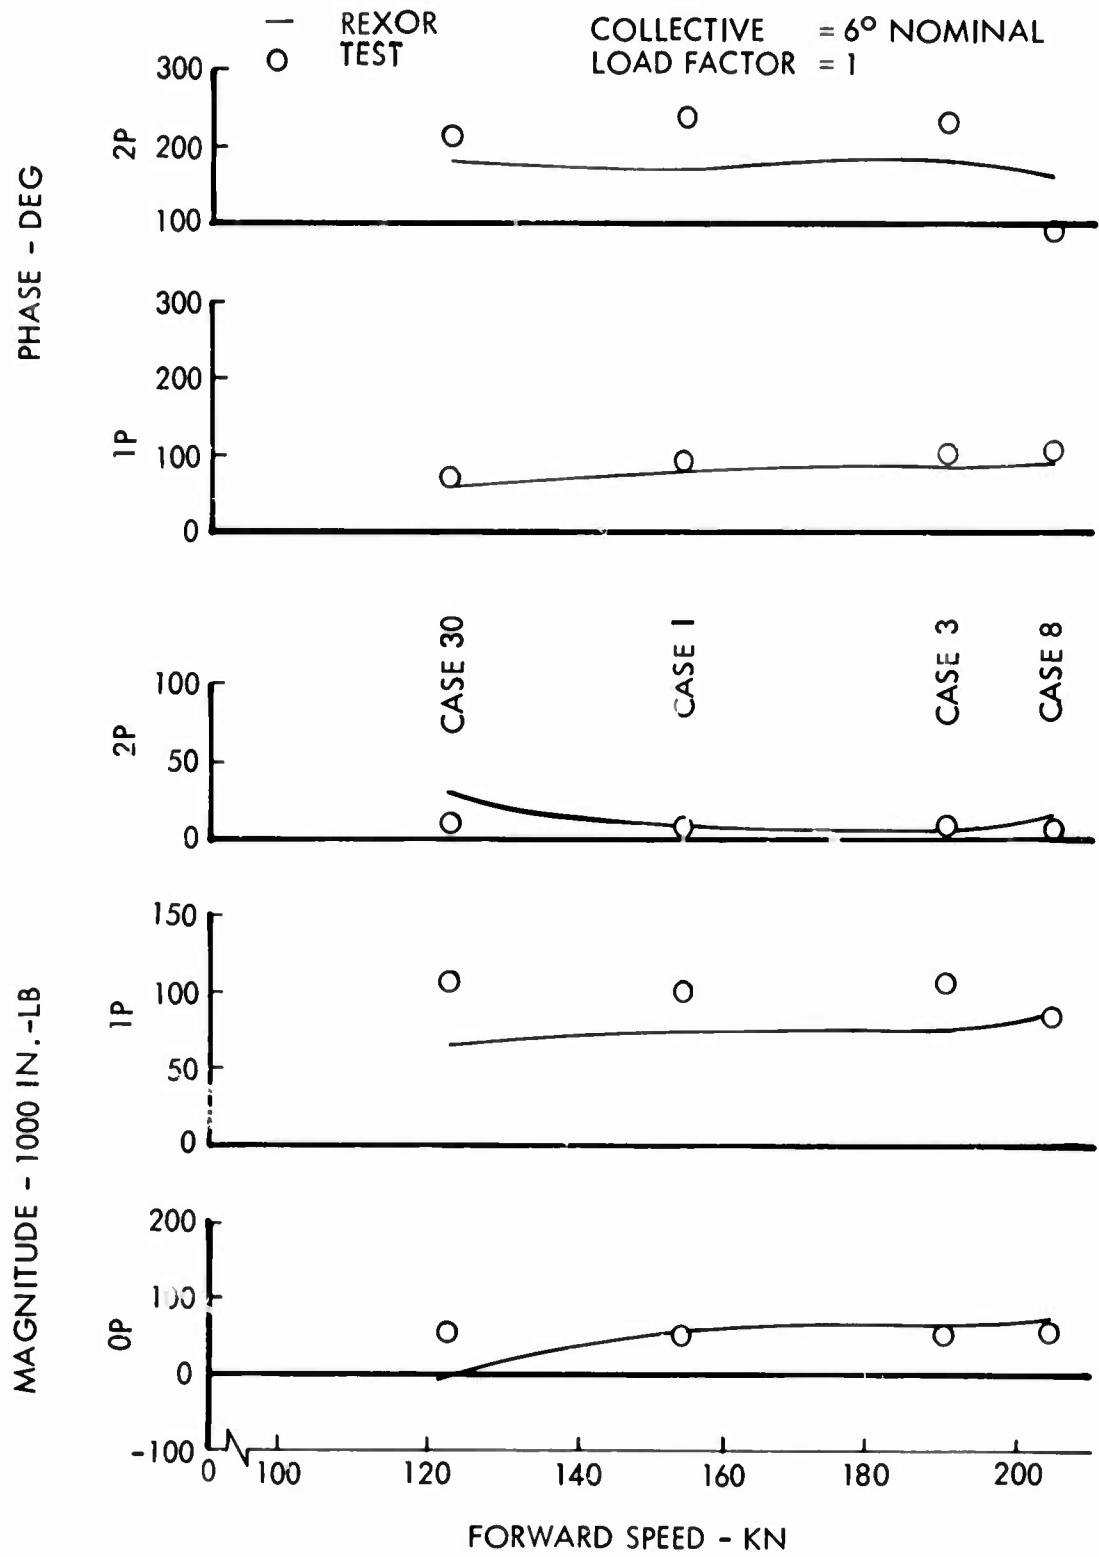 — REXOR
O TEST
COLLECTIVE = 6° NOMINAL
LOAD FACTOR = 1
PHASE - DEG
2P
300
200
100
1P
300
200
100
0
CASE 30
CASE 1
CASE 3
CASE 8
MAGNITUDE - 1000 IN.-LB
2P
100
50
0
1P
150
100
50
0
0P
200
100
0
-100
0 100 120 140 160 180 200
FORWARD SPEED - KN